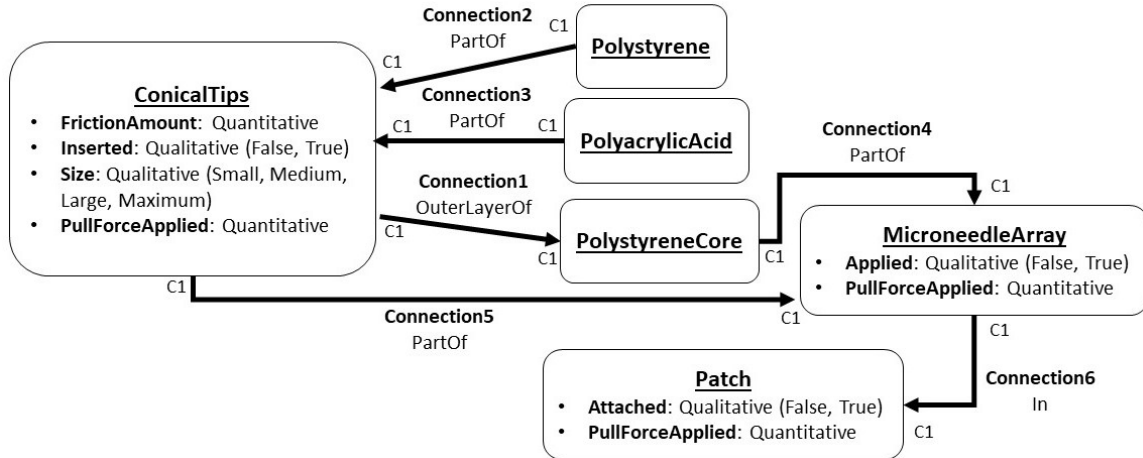 Connection2
PartOf
C1
C1
Polystyrene
ConicalTips
• FrictionAmount: Quantitative
• Inserted: Qualitative (False, True)
• Size: Qualitative (Small, Medium,
Large, Maximum)
• PullForceApplied: Quantitative
Connection3
PartOf
C1
C1
PolyacrylicAcid
Connection1
OuterLayerOf
C1
C1
PolystyreneCore
C1
Connection4
PartOf
C1
MicroneedleArray
• Applied: Qualitative (False, True)
• PullForceApplied: Quantitative
C1
Connection5
PartOf
C1
C1
Connection6
In
C1
Patch
• Attached: Qualitative (False, True)
• PullForceApplied: Quantitative